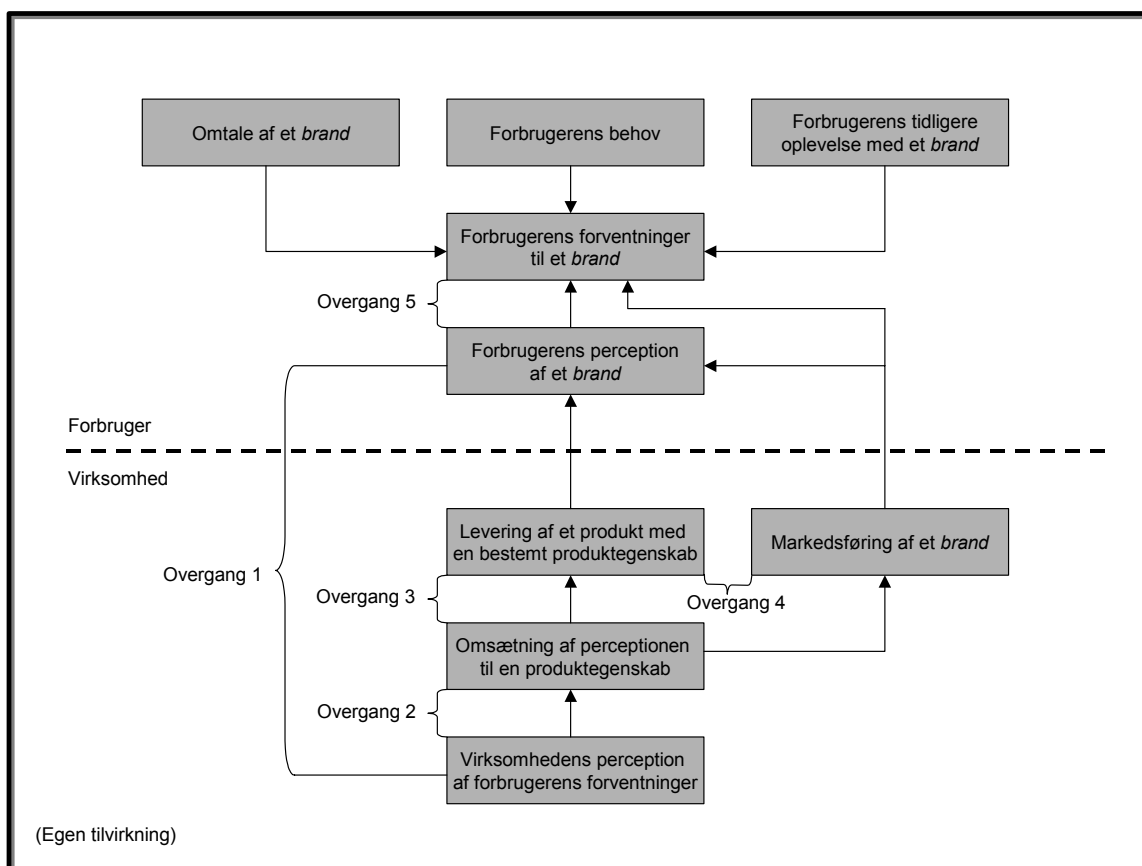 Omtale af et brand
Forbrugerens behov
Forbrugerens tidligere
oplevelse med et brand
Forbrugerens forventninger
til et brand
Overgang 5
Forbrugerens perception
af et brand
Forbruger
Virksomhed
Levering af et produkt med
en bestemt produktegenskab
Markedsføring af et brand
Overgang 1
Overgang 3
Overgang 4
Omsætning af perceptionen
til en produktegenskab
Overgang 2
Virksomhedens perception
af forbrugerens forventninger
(Egen tilvirkning)